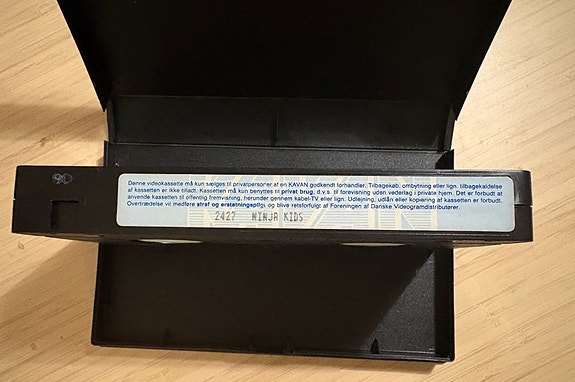 Denne videokassette må kun sælges til privatpersoner af en KAVAN godkendt forhandler. Tilbagekøb, ombytning eller lign. tilbagekaldelse
af kassetten er ikke tilladt. Kassetten må kun benyttes til privat brug, d.v.s. til forevisning uden vederlag i private hjem. Det er forbudt at
anvende kassetten til offentlig fremvisning, herunder gennem kabel-TV eller lign. Udlejning, udlån eller kopiering af kassetten er forbudt.
Overtrædelse vil medføre straf og erstatningspligt, og blive retsforfulgt af Foreningen af Danske Videogramdistributører.
KAVAN
2427 NINJA KIDS